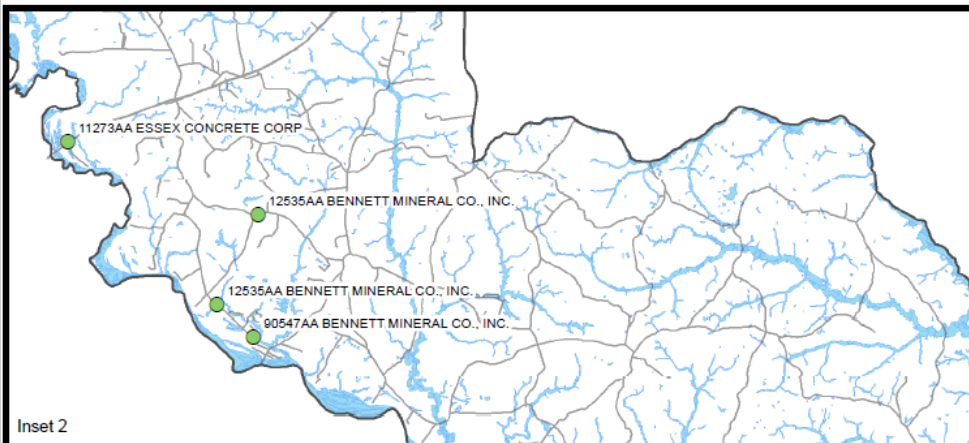 11273AA ESSEX CONCRETE CORP
12535AA BENNETT MINERAL CO., INC.
12535AA BENNETT MINERAL CO., INC.
90547AA BENNETT MINERAL CO., INC.
Inset 2